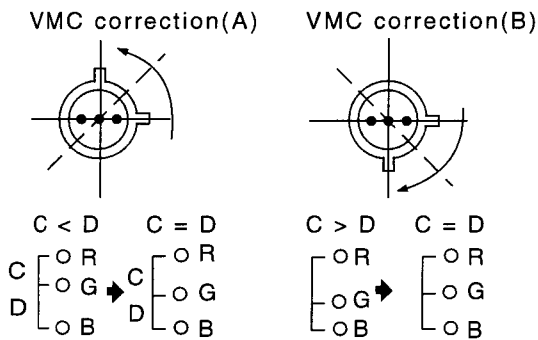 VMC correction(A)
VMC correction(B)
C < D
C = D
C > D
C = D
C
D
R
G
B
C
D
R
G
B
R
G
B
R
G
B